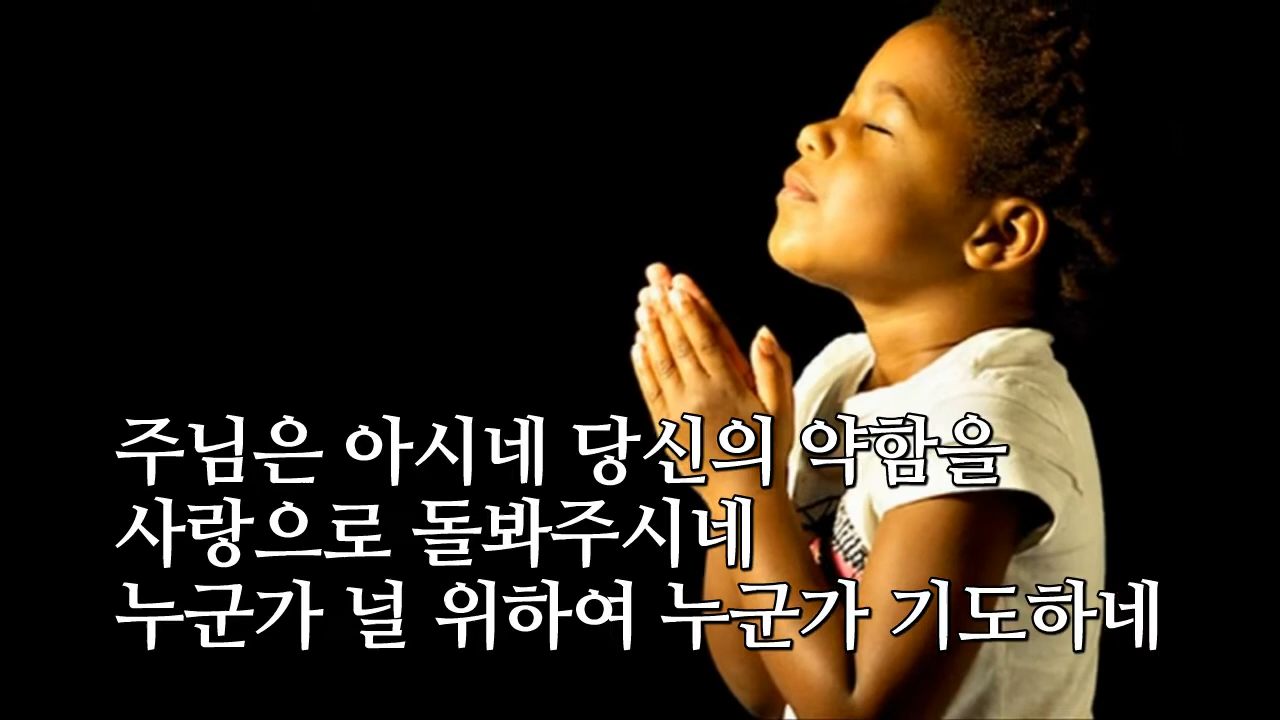 주님은 아시네 당신의 약함을
사랑으로 돌봐주시네
누군가 널 위하여 누군가 기도하네